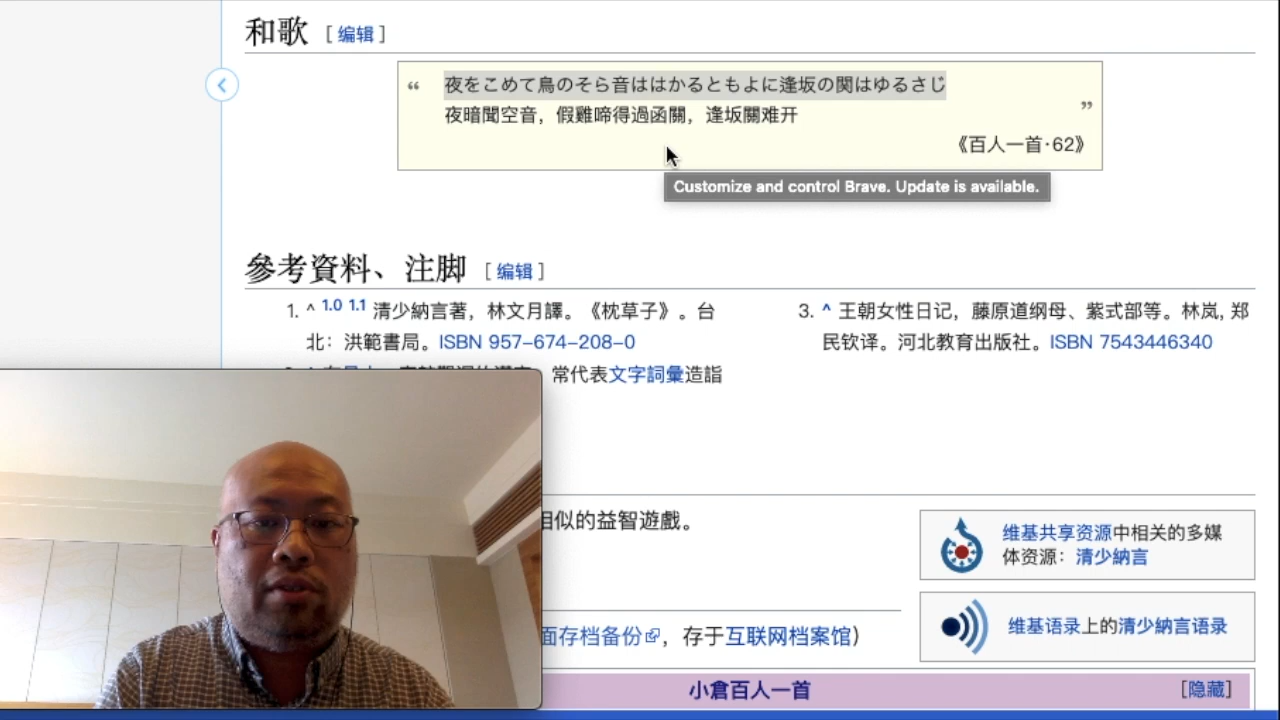 和歌 [编辑]
“ 夜をこめて鳥のそら音ははかるともよに逢坂の関はゆるさじ
夜暗聞空音，假雞啼得過函關，逢坂關难开 ”
《百人一首·62》
Customize and control Brave. Update is available.
參考資料、注脚 [编辑]
1. ^ 1.0 1.1 清少納言著，林文月譯。《枕草子》。台
北：洪範書局。ISBN 957-674-208-0
常代表文字詞彙造詣
3. ^ 王朝女性日记，藤原道纲母、紫式部等。林岚, 郑
民钦译。河北教育出版社。ISBN 7543446340
相似的益智遊戲。
维基共享资源中相关的多媒
体资源：清少納言
维基语录上的清少納言语录
面存档备份，存于互联网档案馆）
小倉百人一首 [隐藏]